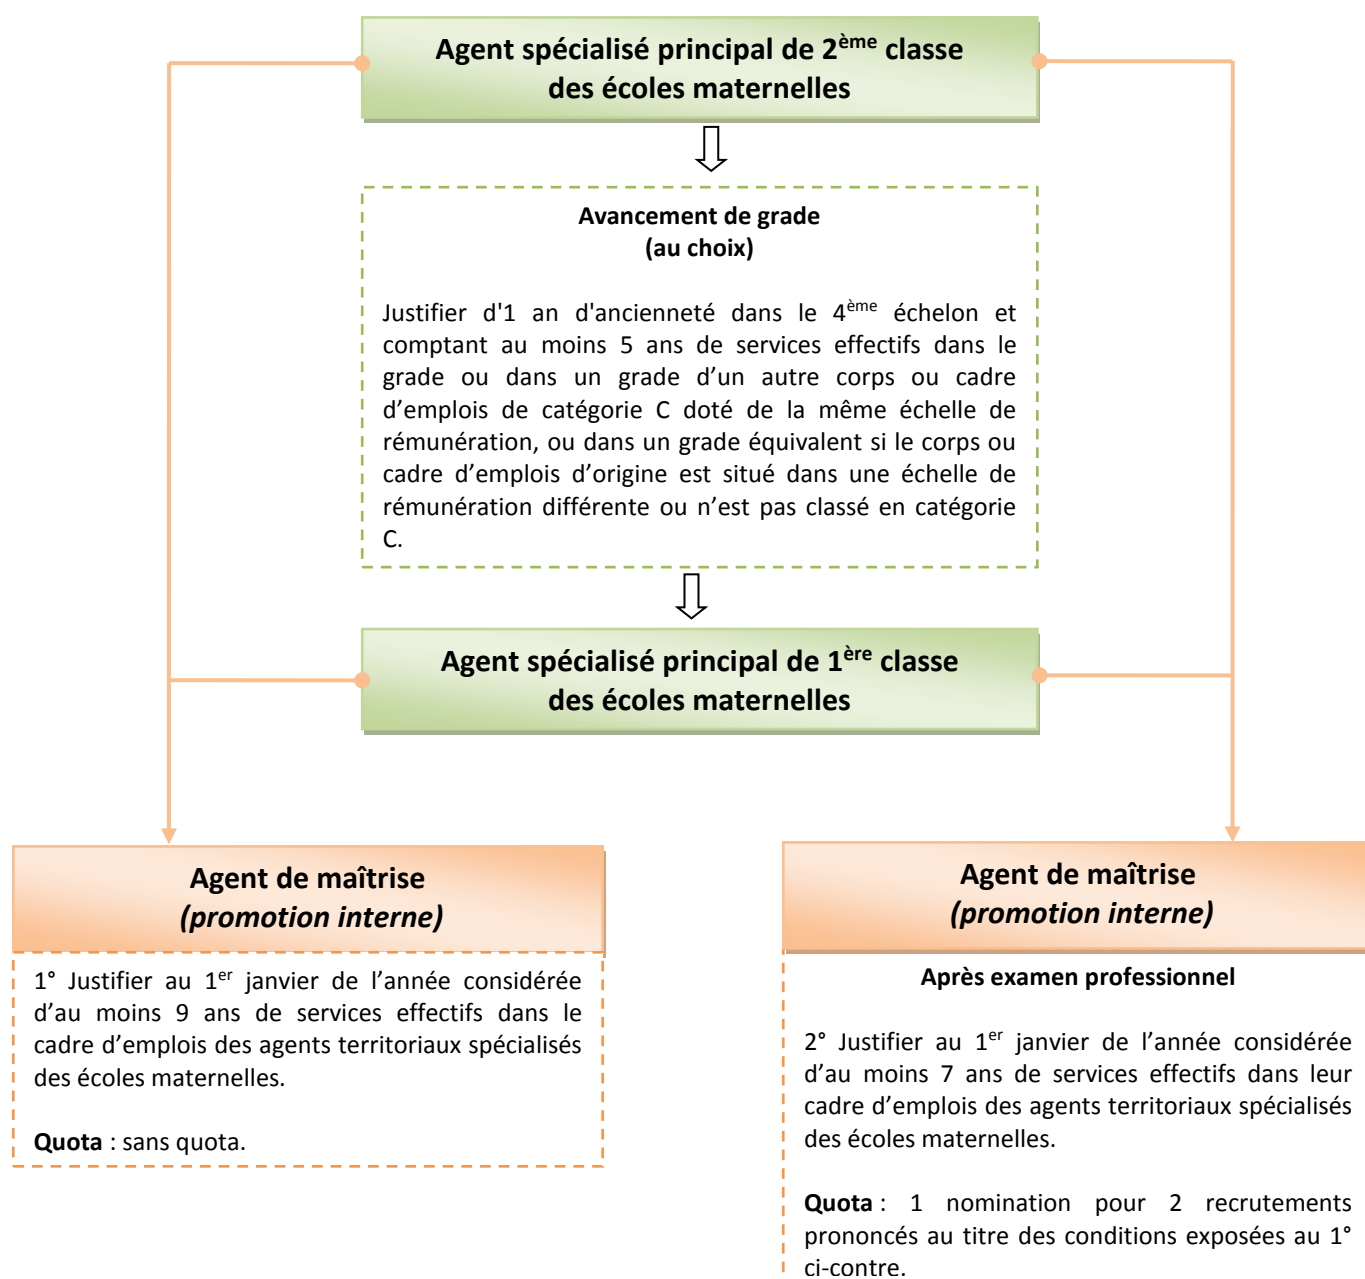 Agent spécialisé principal de 2ème classe
des écoles maternelles
Avancement de grade
(au choix)
Justifier d'1 an d'ancienneté dans le 4ème échelon et
comptant au moins 5 ans de services effectifs dans le
grade ou dans un grade d’un autre corps ou cadre
d’emplois de catégorie C doté de la même échelle de
rémunération, ou dans un grade équivalent si le corps ou
cadre d’emplois d’origine est situé dans une échelle de
rémunération différente ou n’est pas classé en catégorie
C.
Agent spécialisé principal de 1ère classe
des écoles maternelles
Agent de maîtrise
(promotion interne)
1° Justifier au 1er janvier de l’année considérée
d’au moins 9 ans de services effectifs dans le
cadre d’emplois des agents territoriaux spécialisés
des écoles maternelles.
Quota : sans quota.
Agent de maîtrise
(promotion interne)
Après examen professionnel
2° Justifier au 1er janvier de l’année considérée
d’au moins 7 ans de services effectifs dans leur
cadre d’emplois des agents territoriaux spécialisés
des écoles maternelles.
Quota : 1 nomination pour 2 recrutements
prononcés au titre des conditions exposées au 1°
ci-contre.